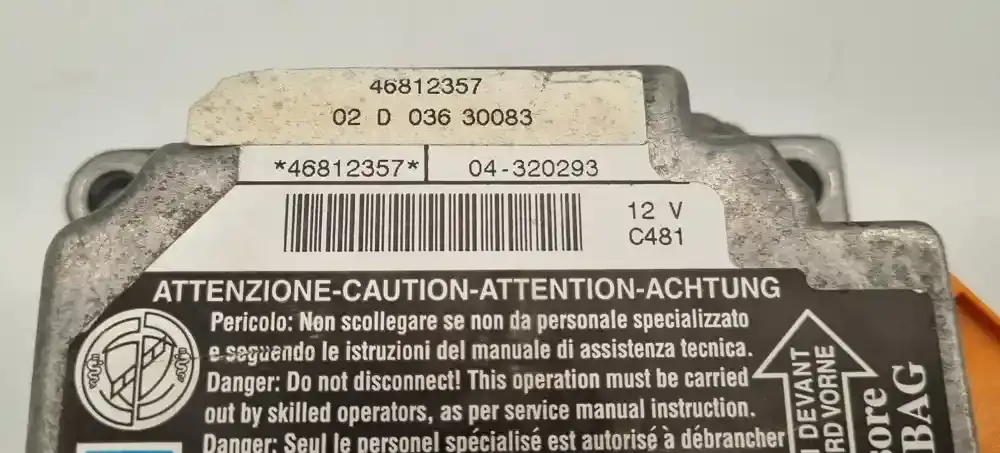 46812357
02 D 036 30083
*46812357* 04-320293
12 V
C481
ATTENZIONE-CAUTION-ATTENTION-ACHTUNG
Pericolo: Non scollegare se non da personale specializzato
e seguendo le istruzioni del manuale di assistenza tecnica.
Danger: Do not disconnect! This operation must be carried
out by skilled operators, as per service manual instruction.
Danger: Seul le personel spécialisé est autorisé à débrancher
DEVANT
VORNE